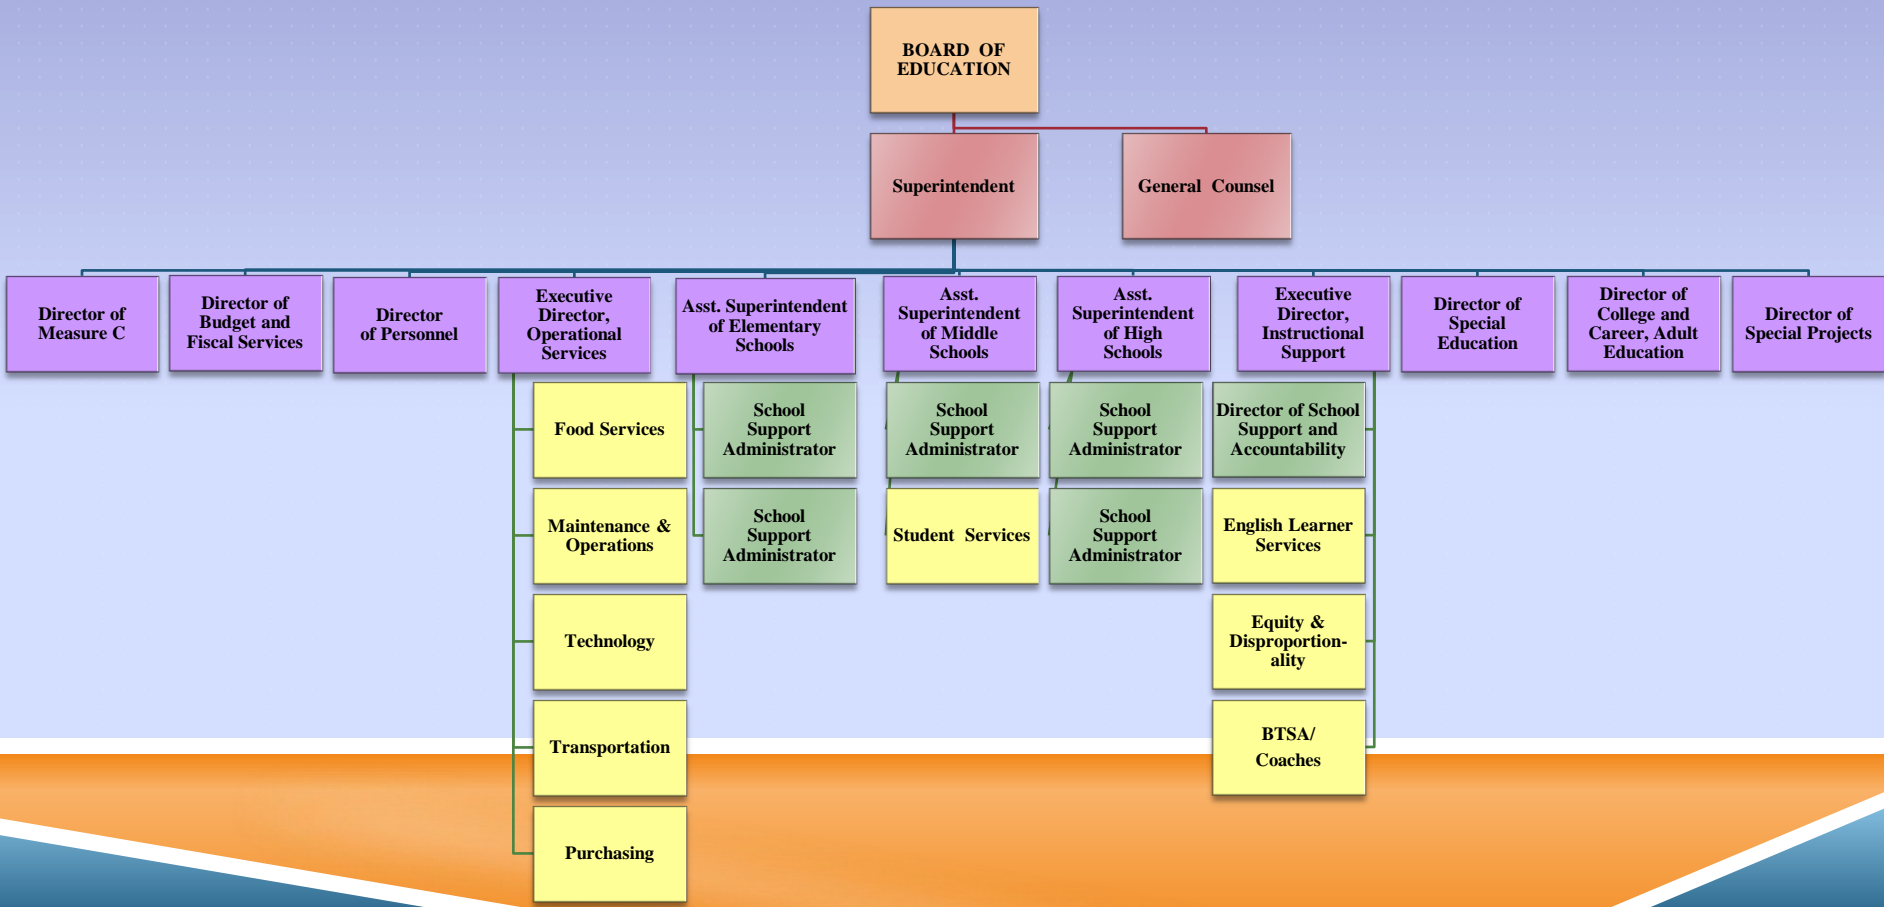 BOARD OF
EDUCATION
Superintendent
General Counsel
Director of
Measure C
Director of
Budget and
Fiscal Services
Director
of Personnel
Executive
Director,
Operational
Services
Asst. Superintendent
of Elementary
Schools
Asst.
Superintendent
of Middle
Schools
Asst.
Superintendent
of High
Schools
Executive
Director,
Instructional
Support
Director of
Special
Education
Director of
College and
Career, Adult
Education
Director of
Special Projects
Food Services
School
Support
Administrator
School
Support
Administrator
School
Support
Administrator
Director of School
Support and
Accountability
Maintenance &
Operations
School
Support
Administrator
Student Services
School
Support
Administrator
English Learner
Services
Technology
Equity &
Disproportion-
ality
Transportation
BTSA/
Coaches
Purchasing